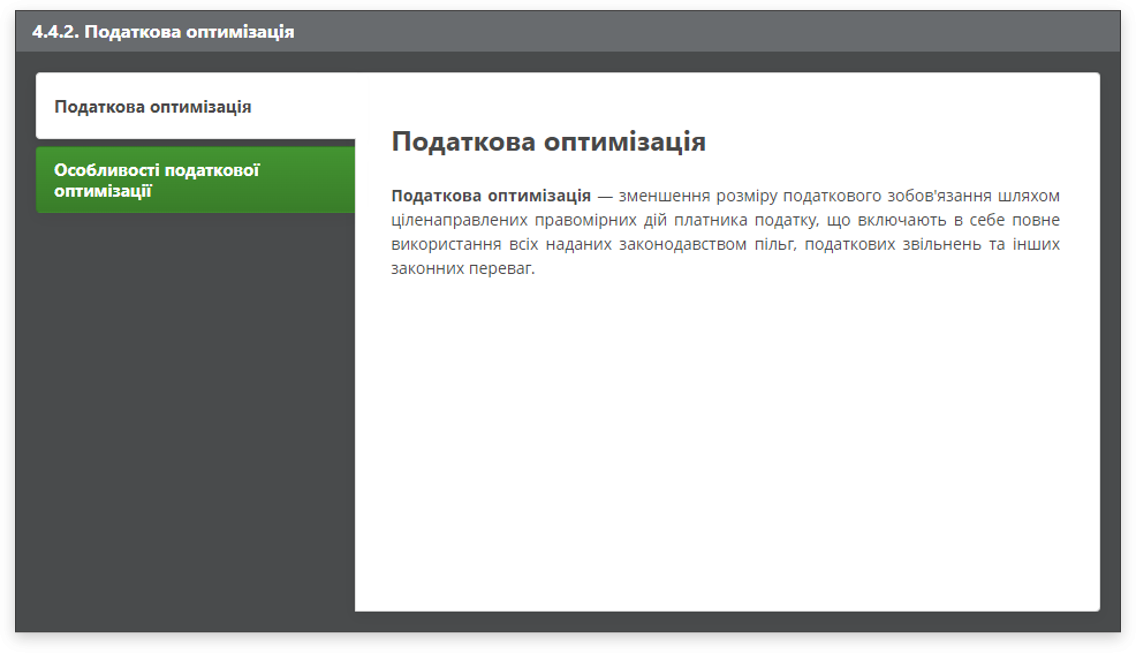 4.4.2. Податкова оптимізація
Податкова оптимізація
Особливості податкової
оптимізації
Податкова оптимізація
Податкова оптимізація — зменшення розміру податкового зобов'язання шляхом
ціленаправлених правомірних дій платника податку, що включають в себе повне
використання всіх наданих законодавством пільг, податкових звільнень та інших
законних переваг.